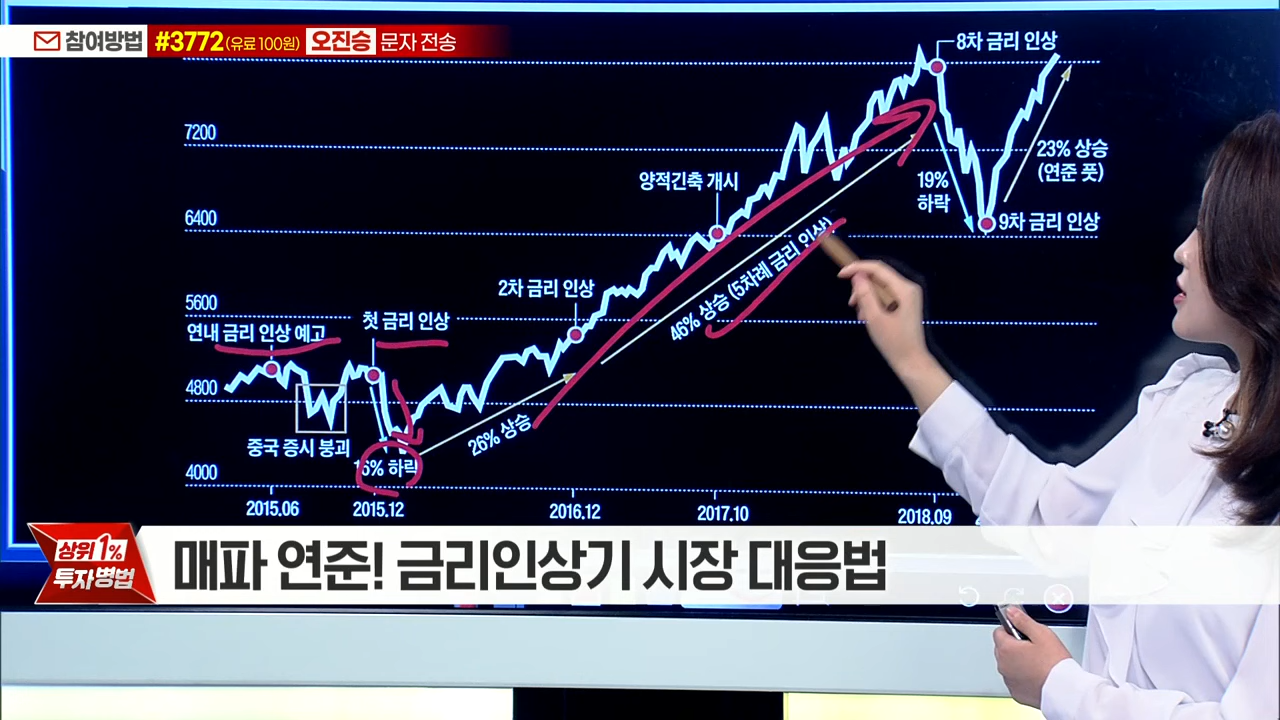 참여방법 #3772 (유료 100원) 오진승 문자 전송
8차 금리 인상
7200
23% 상승
(연준 풋)
양적긴축 개시
19%
하락
6400
9차 금리 인상
46% 상승 (5차례 금리 인상)
2차 금리 인상
5600
연내 금리 인상 예고
첫 금리 인상
4800
26% 상승
중국 증시 붕괴
16% 하락
4000
2015.06 2015.12 2016.12 2017.10 2018.09
상위 1%
투자병법
매파 연준! 금리인상기 시장 대응법